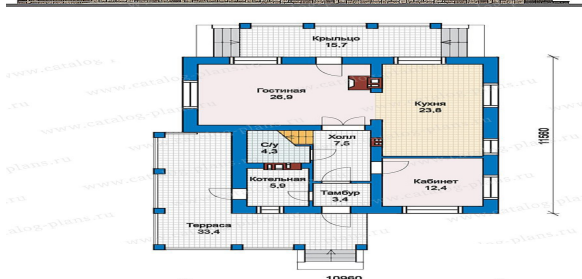 Крыльцо
15,7
Гостиная
26,9
Кухня
23,8
Холл
7,5
С/у
4,3
Котельная
5,9
Тамбур
3,4
Кабинет
12,4
Терраса
33,4
11560
10960